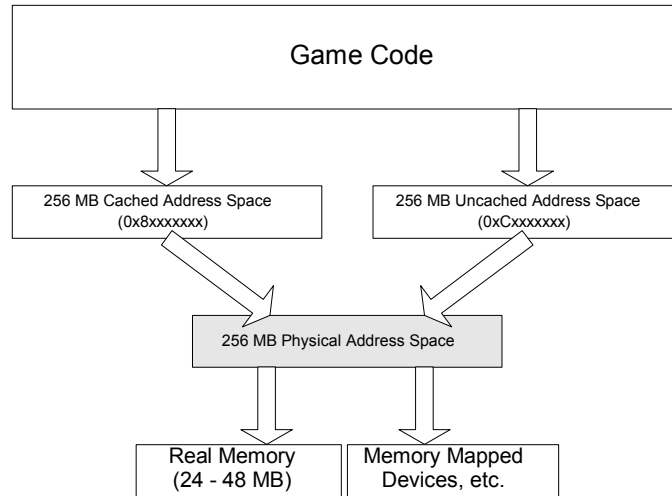 Game Code
256 MB Cached Address Space
(0x8xxxxxxx)
256 MB Uncached Address Space
(0xCxxxxxxx)
256 MB Physical Address Space
Real Memory
(24 - 48 MB)
Memory Mapped
Devices, etc.